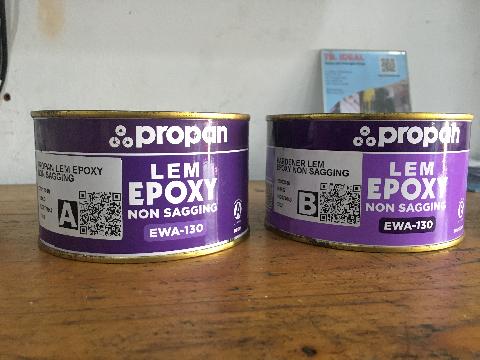 TB. IDEAL
propan
PROPAN LEM EPOXY
NON SAGGING
A
LEM
EPOXY
NON SAGGING
EWA-130
propan
HARDENER LEM
EPOXY NON SAGGING
B
LEM
EPOXY
NON SAGGING
EWA-130